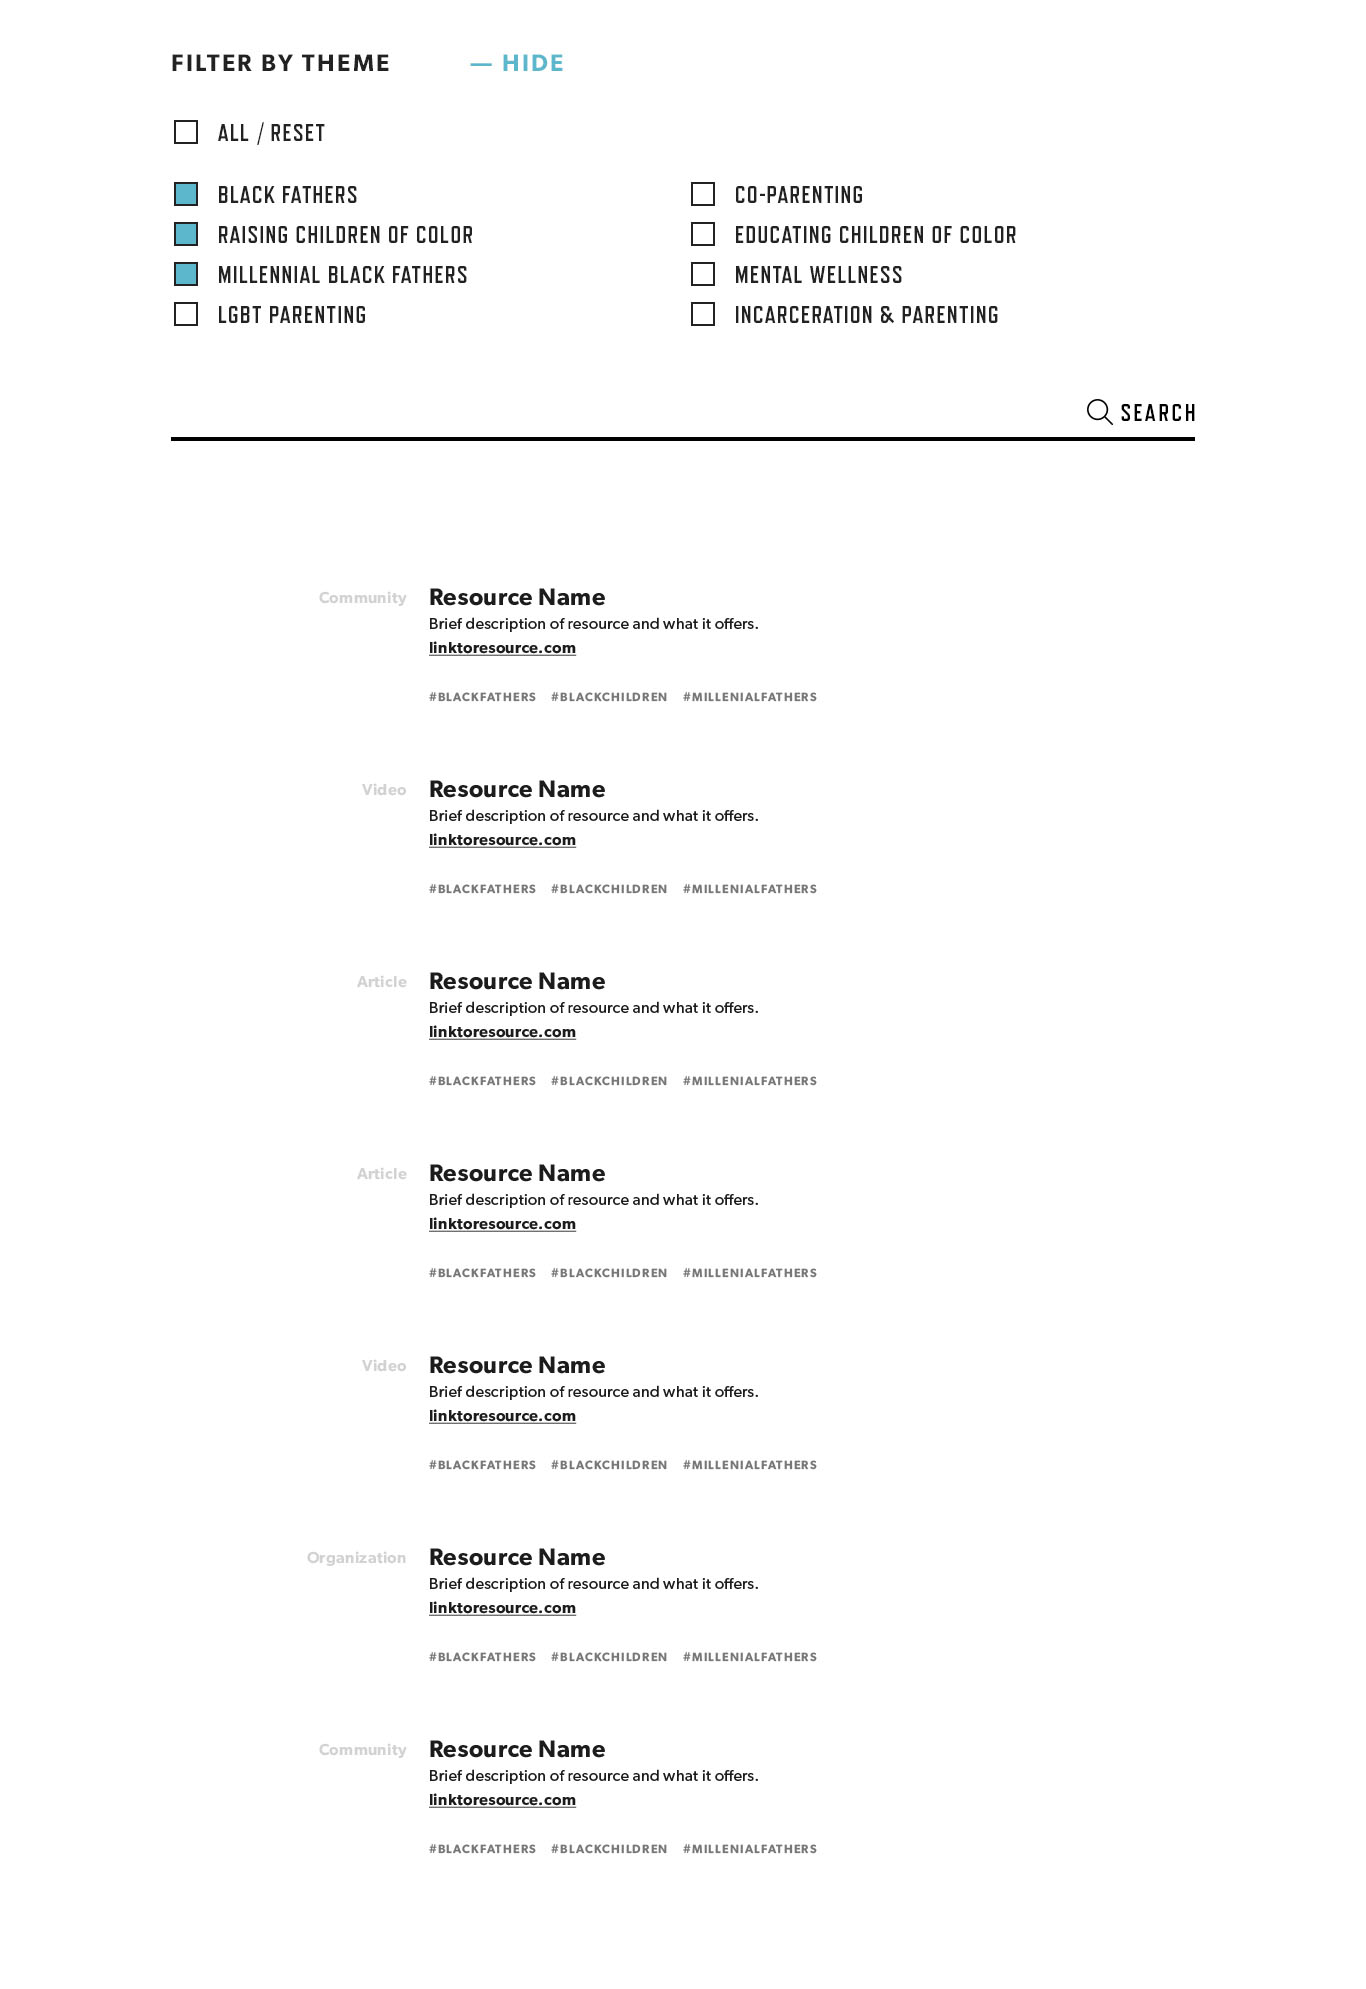 FILTER BY THEME — HIDE
ALL / RESET
BLACK FATHERS
RAISING CHILDREN OF COLOR
MILLENNIAL BLACK FATHERS
LGBT PARENTING
CO-PARENTING
EDUCATING CHILDREN OF COLOR
MENTAL WELLNESS
INCARCERATION & PARENTING
SEARCH
Community
Resource Name
Brief description of resource and what it offers.
linktoresource.com
#BLACKFATHERS #BLACKCHILDREN #MILLENIALFATHERS
Video
Resource Name
Brief description of resource and what it offers.
linktoresource.com
#BLACKFATHERS #BLACKCHILDREN #MILLENIALFATHERS
Article
Resource Name
Brief description of resource and what it offers.
linktoresource.com
#BLACKFATHERS #BLACKCHILDREN #MILLENIALFATHERS
Article
Resource Name
Brief description of resource and what it offers.
linktoresource.com
#BLACKFATHERS #BLACKCHILDREN #MILLENIALFATHERS
Video
Resource Name
Brief description of resource and what it offers.
linktoresource.com
#BLACKFATHERS #BLACKCHILDREN #MILLENIALFATHERS
Organization
Resource Name
Brief description of resource and what it offers.
linktoresource.com
#BLACKFATHERS #BLACKCHILDREN #MILLENIALFATHERS
Community
Resource Name
Brief description of resource and what it offers.
linktoresource.com
#BLACKFATHERS #BLACKCHILDREN #MILLENIALFATHERS